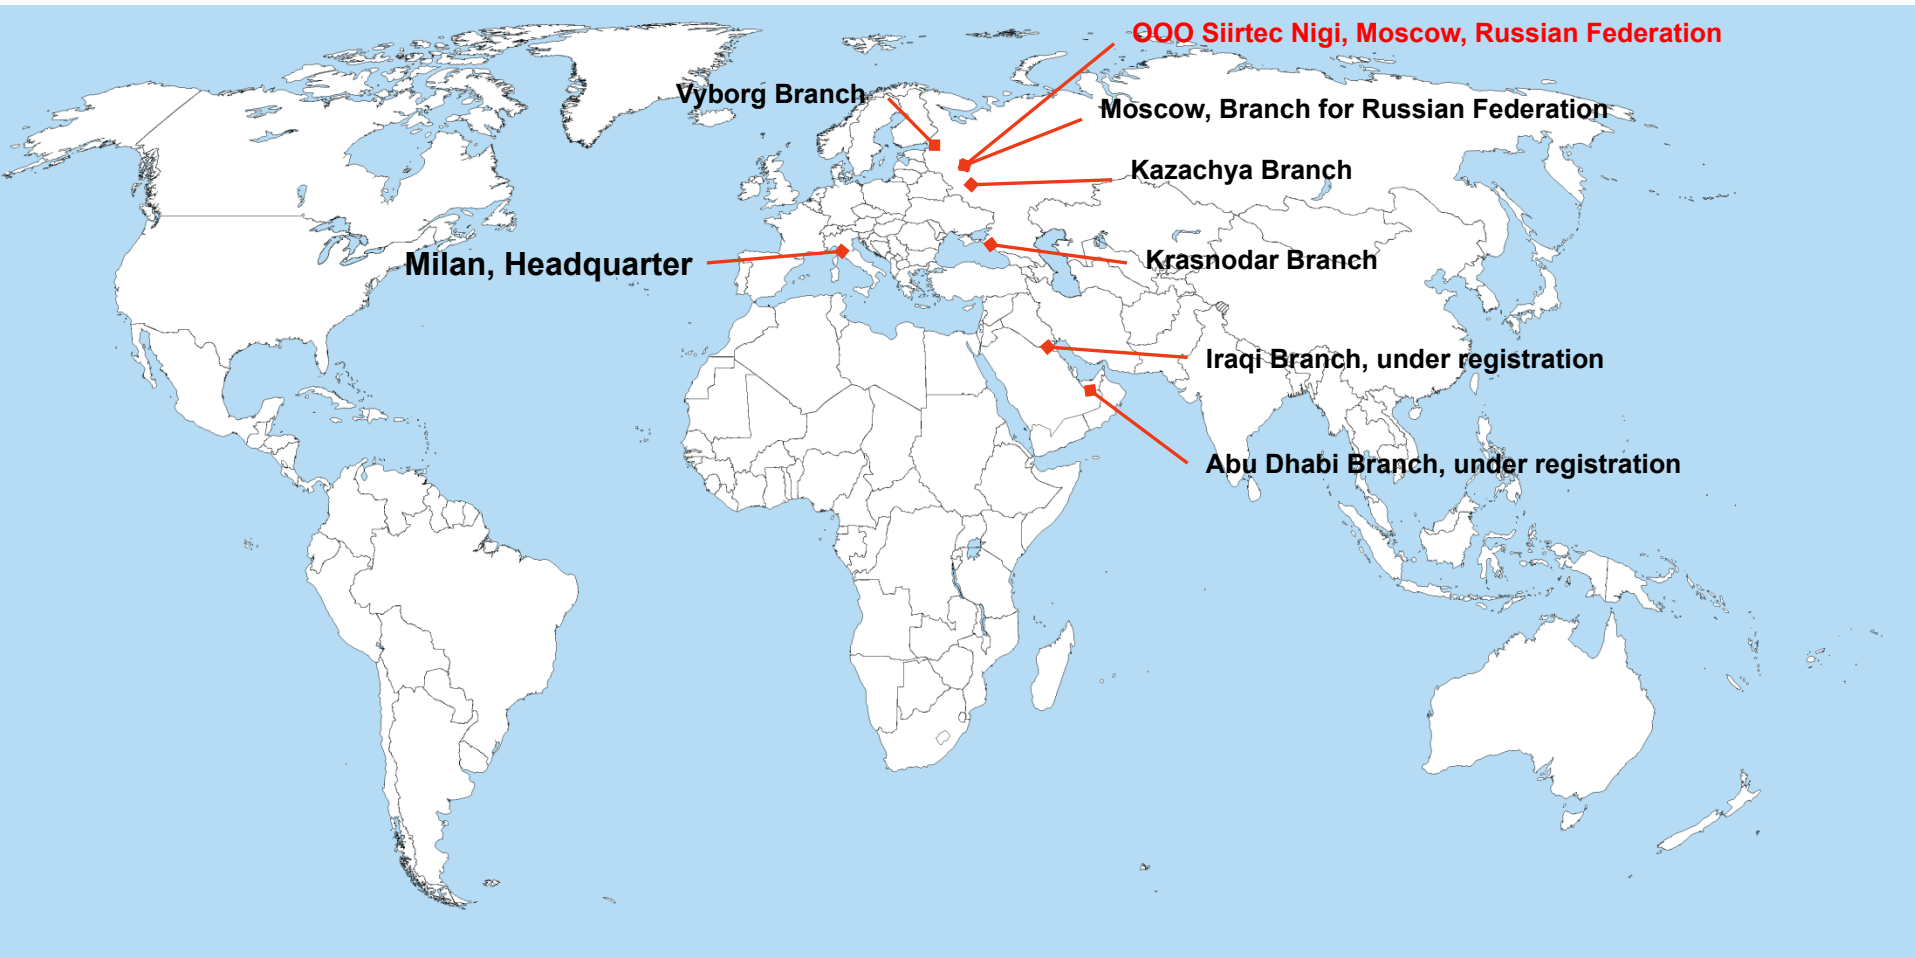 OOO Siirtec Nigi, Moscow, Russian Federation
Vyborg Branch
Moscow, Branch for Russian Federation
Kazachya Branch
Milan, Headquarter
Krasnodar Branch
Iraqi Branch, under registration
Abu Dhabi Branch, under registration